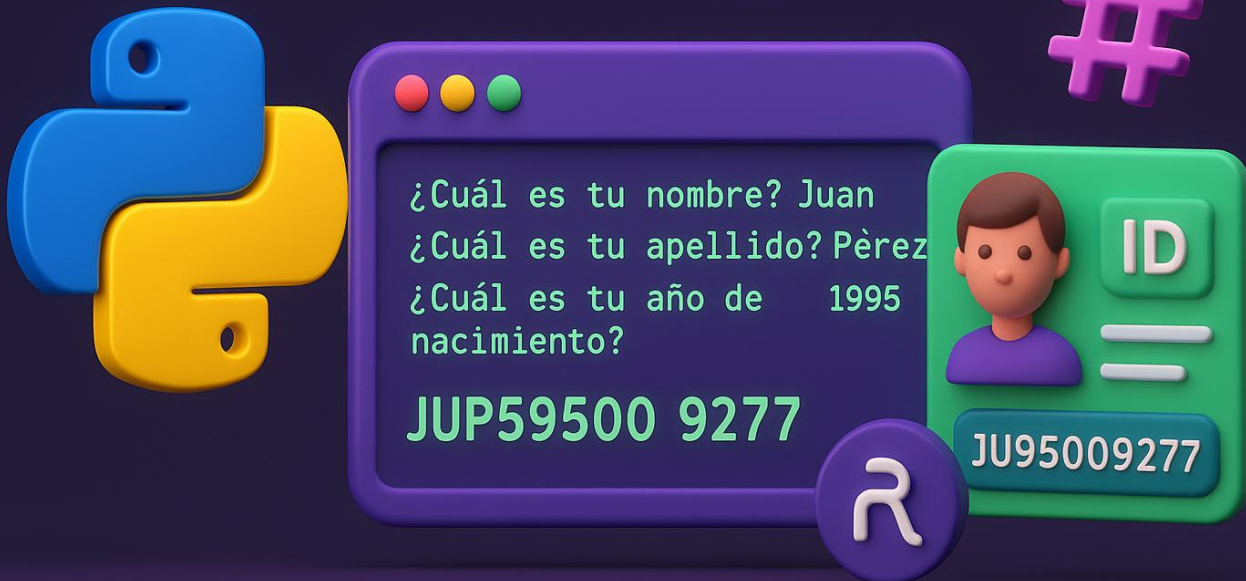 #
¿Cuál es tu nombre? Juan
¿Cuál es tu apellido? Pèrez
¿Cuál es tu año de 1995
nacimiento?
JUP59500 9277
ID
JU95009277
R